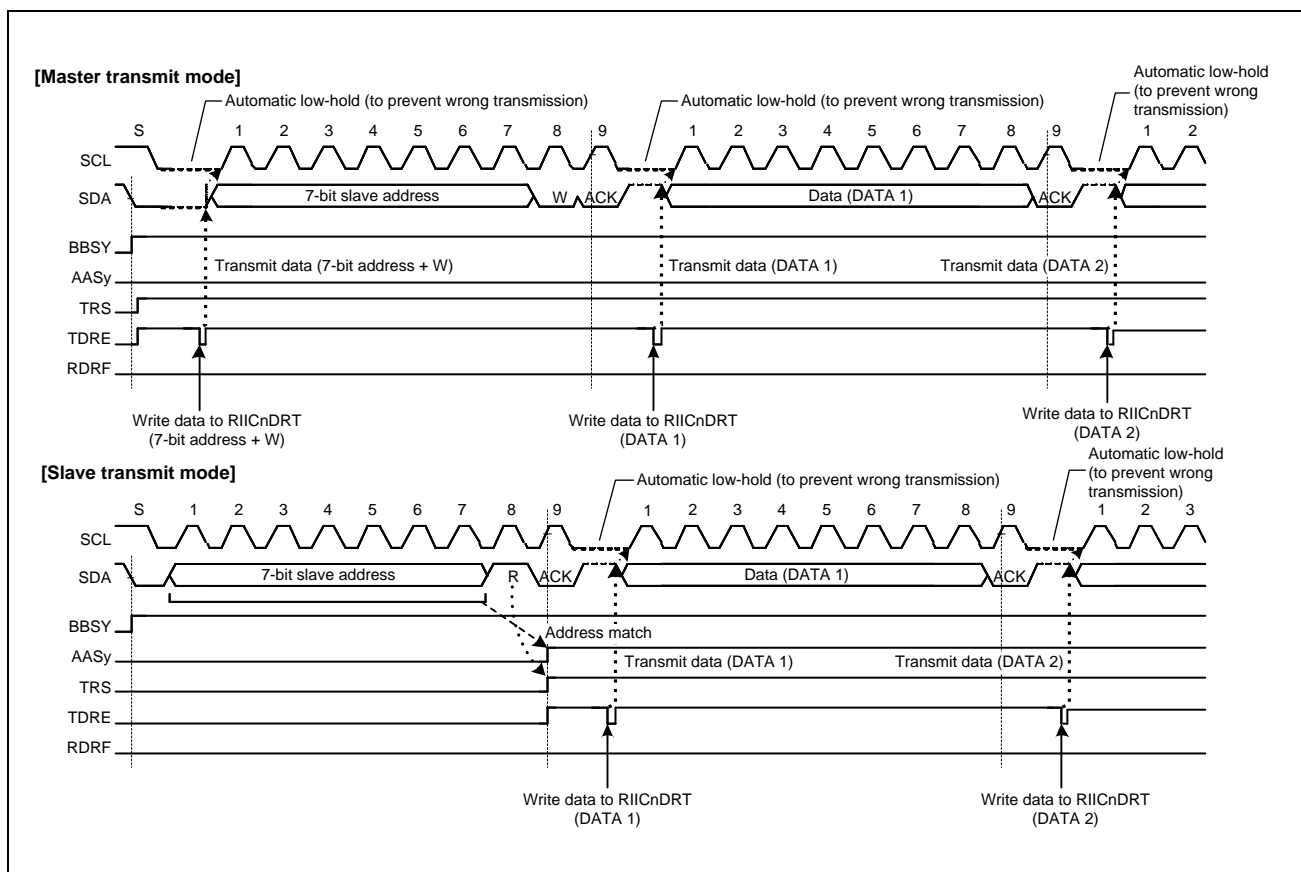 [Master transmit mode]
Automatic low-hold (to prevent wrong transmission)
Automatic low-hold (to prevent wrong transmission)
Automatic low-hold
(to prevent wrong
transmission)
S 1 2 3 4 5 6 7 8 9 1 2 3 4 5 6 7 8 9 1 2
SCL
SDA 7-bit slave address W ACK Data (DATA 1) ACK
BBSY
Transmit data (7-bit address + W) Transmit data (DATA 1) Transmit data (DATA 2)
AASy
TRS
TDRE
RDRF
Write data to RIICnDRT
(7-bit address + W)
Write data to RIICnDRT
(DATA 1)
Write data to RIICnDRT
(DATA 2)
[Slave transmit mode]
Automatic low-hold (to prevent wrong transmission)
Automatic low-hold
(to prevent wrong
transmission)
S 1 2 3 4 5 6 7 8 9 1 2 3 4 5 6 7 8 9 1 2 3
SCL
SDA 7-bit slave address R ACK Data (DATA 1) ACK
BBSY
Address match
AASy
Transmit data (DATA 1) Transmit data (DATA 2)
TRS
TDRE
RDRF
Write data to RIICnDRT
(DATA 1)
Write data to RIICnDRT
(DATA 2)